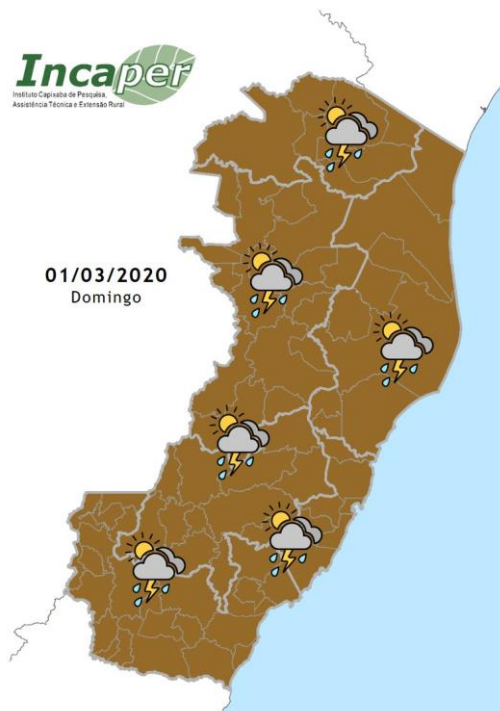 Incaper
Instituto Capixaba de Pesquisa,
Assistência Técnica e Extensão Rural
01/03/2020
Domingo